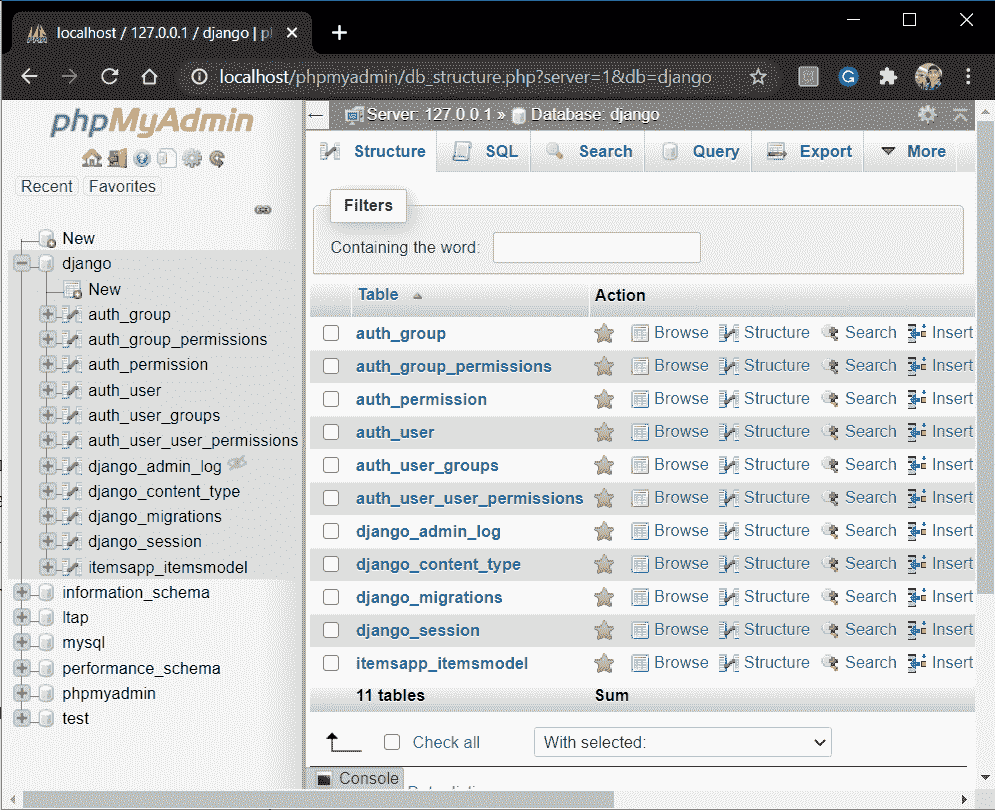 localhost / 127.0.0.1 / django | pl
localhost/phpmyadmin/db_structure.php?server=1&db=django
phpMyAdmin
Recent Favorites
New
django
New
auth_group
auth_group_permissions
auth_permission
auth_user
auth_user_groups
auth_user_user_permissions
django_admin_log
django_content_type
django_migrations
django_session
itemsapp_itemsmodel
information_schema
ltap
mysql
performance_schema
phpmyadmin
test
Server: 127.0.0.1 » Database: django
Structure SQL Search Query Export More
Filters
Containing the word:
Table Action
auth_group Browse Structure Search Insert
auth_group_permissions Browse Structure Search Insert
auth_permission Browse Structure Search Insert
auth_user Browse Structure Search Insert
auth_user_groups Browse Structure Search Insert
auth_user_user_permissions Browse Structure Search Insert
django_admin_log Browse Structure Search Insert
django_content_type Browse Structure Search Insert
django_migrations Browse Structure Search Insert
django_session Browse Structure Search Insert
itemsapp_itemsmodel Browse Structure Search Insert
11 tables Sum
Check all With selected:
Console